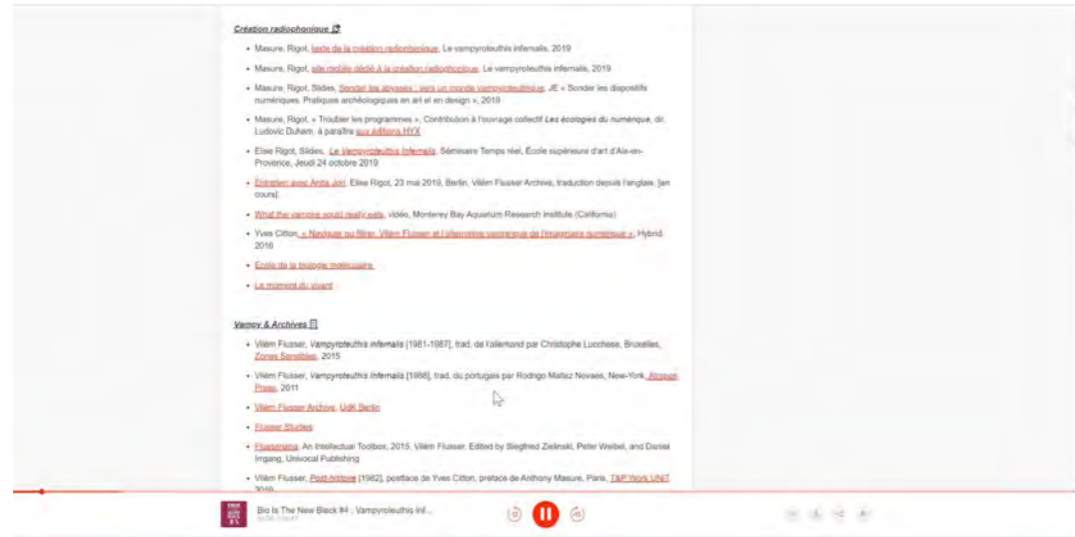 Création radiophonique
• Masure, Rigot, texte de la création radiophonique, Le vampyroteuthis infernalis, 2019
• Masure, Rigot, site mobile dédié à la création radiophonique, Le vampyroteuthis infernalis, 2019
• Masure, Rigot, Slides, Sonder les abysses : vers un monde vampyroteuthique, JE « Sonder les dispositifs
numériques. Pratiques archéologiques en art et en design », 2019
• Masure, Rigot, « Troubler les programmes », Contribution à l'ouvrage collectif Les écologies du numérique, dir.
Ludovic Duhem, à paraître aux éditions HYX
• Elise Rigot, Slides, Le Vampyroteuthis Infernalis, Séminaire Temps réel, École supérieure d'art d'Aix-en-
Provence, Jeudi 24 octobre 2019
• Entretien avec Anita Jori, Elise Rigot, 23 mai 2019, Berlin, Vilém Flusser Archive, traduction depuis l'anglais, [en
cours]
• What the vampire squid really eats, vidéo, Monterey Bay Aquarium Research Institute (California)
• Yves Citton, « Naviguer ou filtrer. Vilém Flusser et l'alternative vampirique de l'imaginaire numérique », Hybrid
2016
• École de la biologie moléculaire
• Le moment du vivant
Vampy & Archives
• Vilém Flusser, Vampyroteuthis infernalis [1981-1987], trad. de l'allemand par Christophe Lucchese, Bruxelles,
Zones Sensibles, 2015
• Vilém Flusser, Vampyroteuthis Infernalis [1988], trad. du portugais par Rodrigo Maltez Novaes, New-York, Atropos
Press, 2011
• Vilém Flusser Archive, UdK Berlin
• Flusser Studies
• Flusseriana, An Intellectual Toolbox, 2015, Vilém Flusser. Edited by Siegfried Zielinski, Peter Weibel, and Daniel
Irrgang, Univocal Publishing
• Vilém Flusser, Post-histoire [1982], postface de Yves Citton, préface de Anthony Masure, Paris, T&P Work UNiT
2019
Bio Is The New Black #4 : Vampyroteuthis inf...